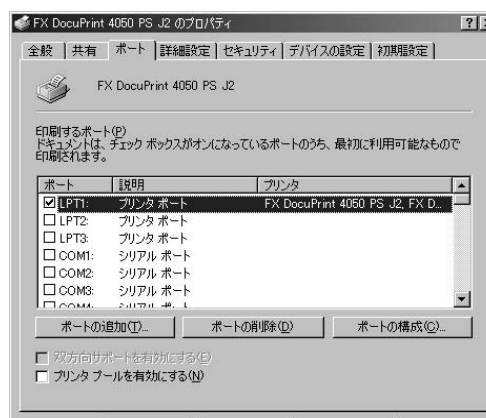 FX DocuPrint 4050 PS J2 のプロパティ
全般 共有 ポート 詳細設定 セキュリティ デバイスの設定 初期設定
FX DocuPrint 4050 PS J2
印刷するポート(P)
ドキュメントは、チェック ボックスがオンになっているポートのうち、最初に利用可能なもので
印刷されます。
ポート 説明 プリンタ
LPT1: プリンタ ポート FX DocuPrint 4050 PS J2, FX D...
LPT2: プリンタ ポート
LPT3: プリンタ ポート
COM1: シリアル ポート
COM2: シリアル ポート
COM3: シリアル ポート
COM4: シリアル ポート
ポートの追加(T)... ポートの削除(D) ポートの構成(C)...
双方向サポートを有効にする(E)
プリンタ プールを有効にする(N)